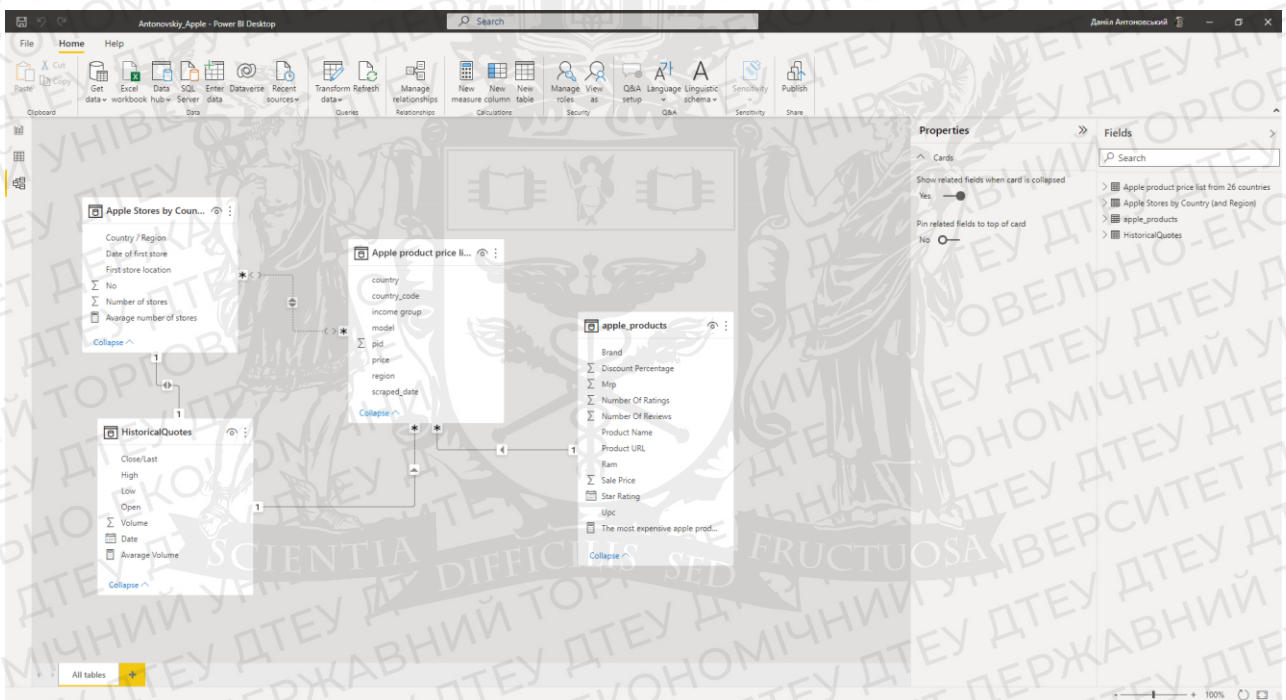 Antonovskiy_Apple - Power BI Desktop
Search
Даніїл Антоновський
File Home Help
Paste
Cut
Copy
Clipboard
Get data
Excel workbook
Data hub
SQL Server
Enter data
Dataverse
Recent sources
Data
Transform data
Refresh
Queries
Manage relationships
Relationships
New measure
New column
New table
Calculations
Manage roles
View as
Security
Q&A setup
Language
Linguistic schema
Q&A
Sensitivity
Sensitivity
Publish
Share
Apple Stores by Coun...
Country / Region
Date of first store
First store location
No
Number of stores
Avarage number of stores
Collapse
Apple product price li...
country
country_code
income group
model
pid
price
region
scraped_date
Collapse
apple_products
Brand
Discount Percentage
Mrp
Number Of Ratings
Number Of Reviews
Product Name
Product URL
Ram
Sale Price
Star Rating
Upc
The most expensive apple prod...
Collapse
HistoricalQuotes
Close/Last
High
Low
Open
Volume
Date
Avarage Volume
Collapse
1
1
1
1
*
*
*
*
SCIENTIA DIFFICILIS SED FRUCTUOSA
Properties
Cards
Show related fields when card is collapsed
Yes
Pin related fields to top of card
No
Fields
Search
Apple product price list from 26 countries
Apple Stores by Country (and Region)
apple_products
HistoricalQuotes
All tables
100%